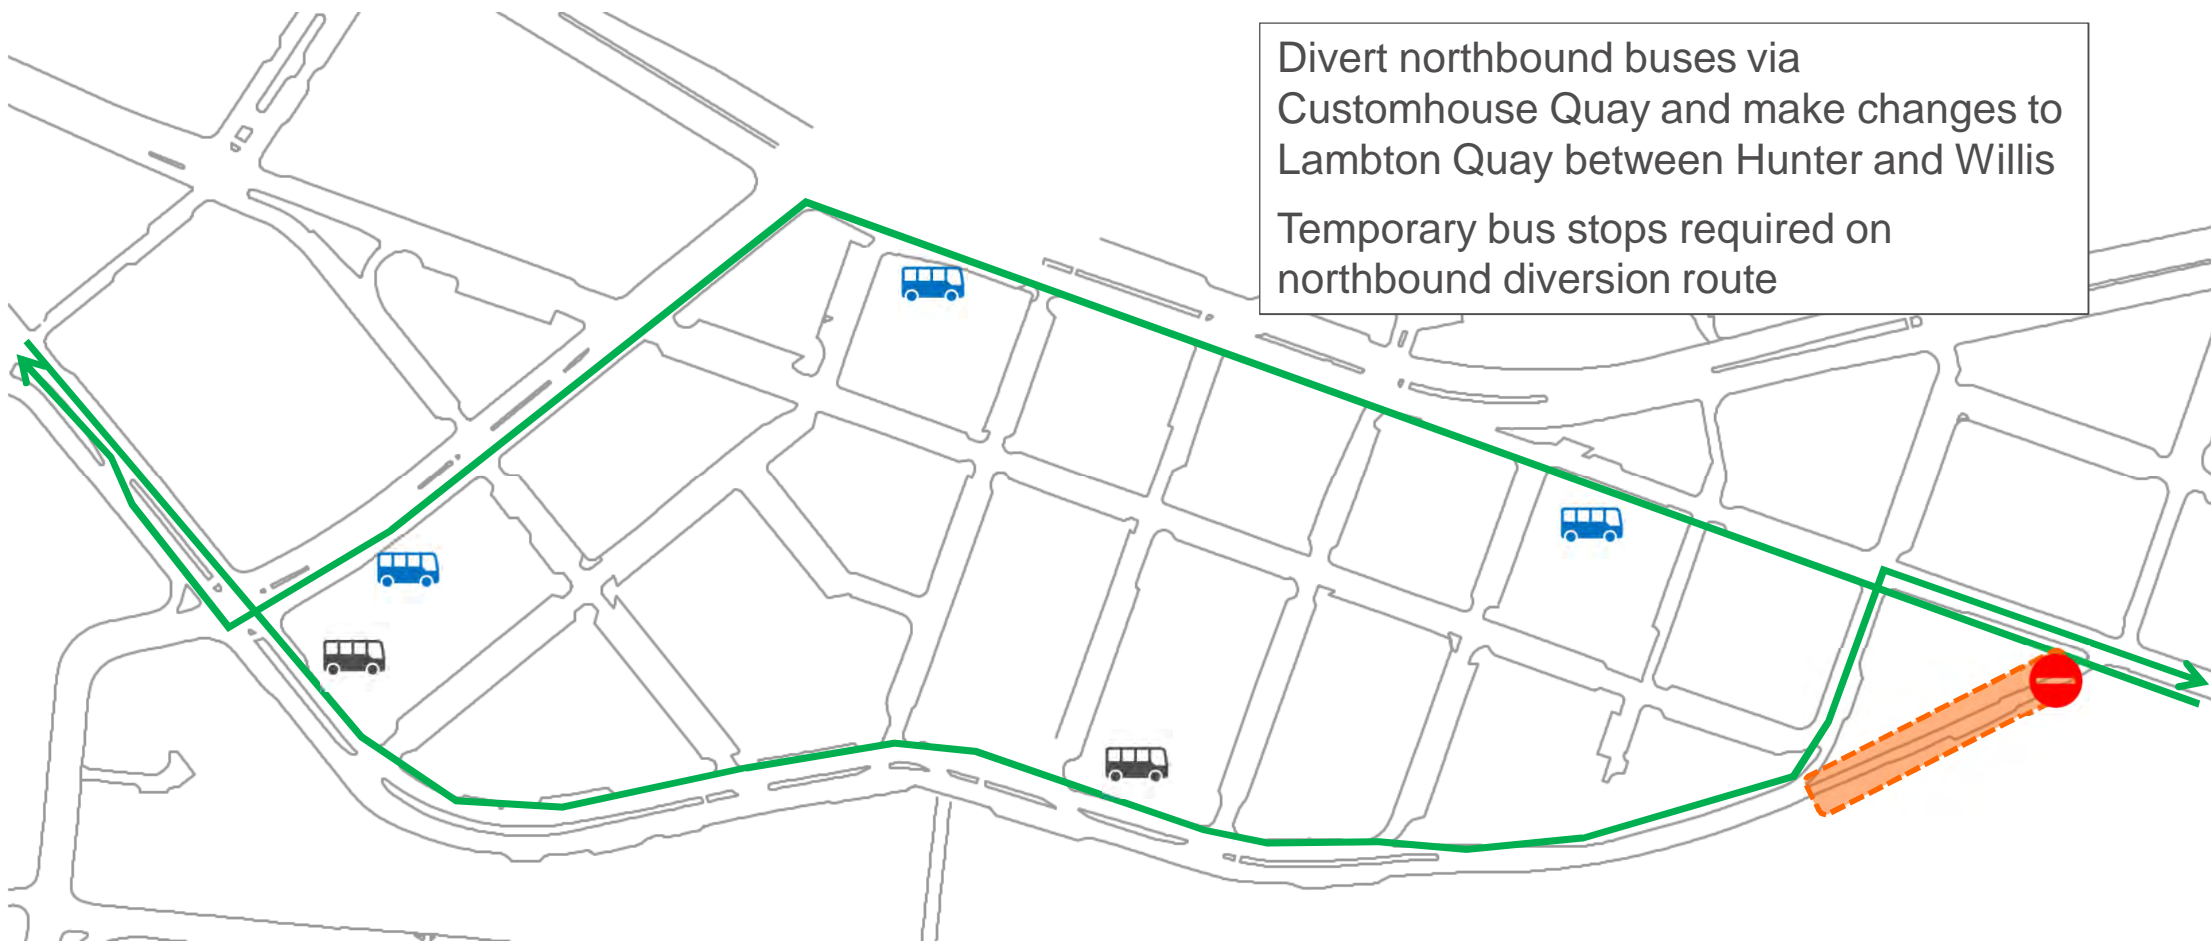 Divert northbound buses via
Customhouse Quay and make changes to
Lambton Quay between Hunter and Willis
Temporary bus stops required on
northbound diversion route